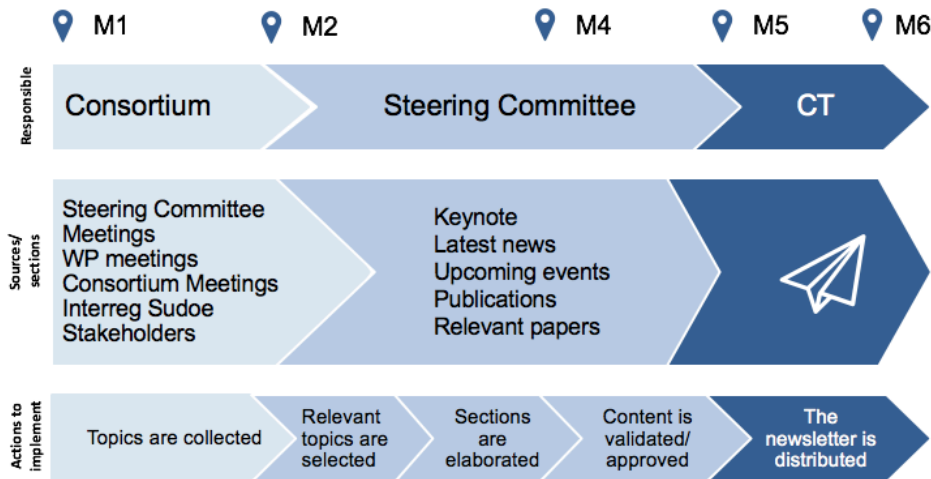 M1
M2
M4
M5
M6
Responsible
Consortium
Steering Committee
CT
Sources/
sections
Steering Committee
Meetings
WP meetings
Consortium Meetings
Interreg Sudoe
Stakeholders
Keynote
Latest news
Upcoming events
Publications
Relevant papers
Actions to
implement
Topics are collected
Relevant
topics are
selected
Sections
are
elaborated
Content is
validated/
approved
The
newsletter is
distributed